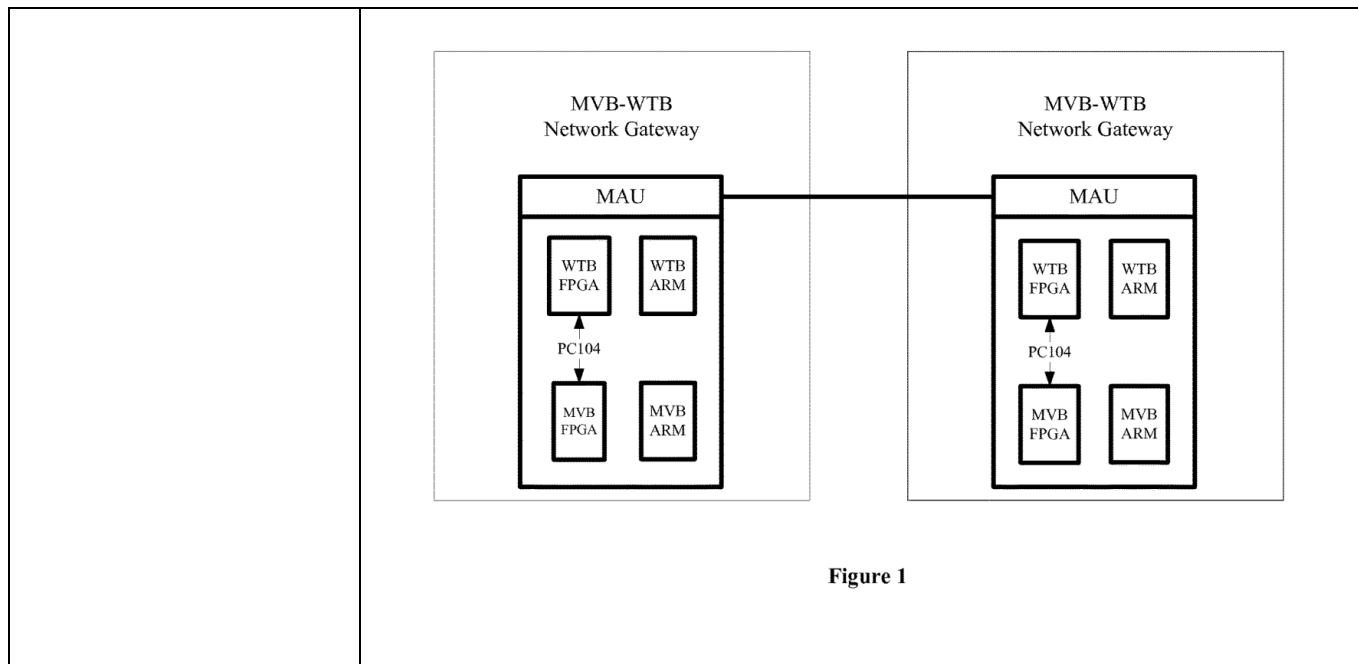 MVB-WTB
Network Gateway
MAU
WTB
FPGA
WTB
ARM
PC104
MVB
FPGA
MVB
ARM
MVB-WTB
Network Gateway
MAU
WTB
FPGA
WTB
ARM
PC104
MVB
FPGA
MVB
ARM
Figure 1